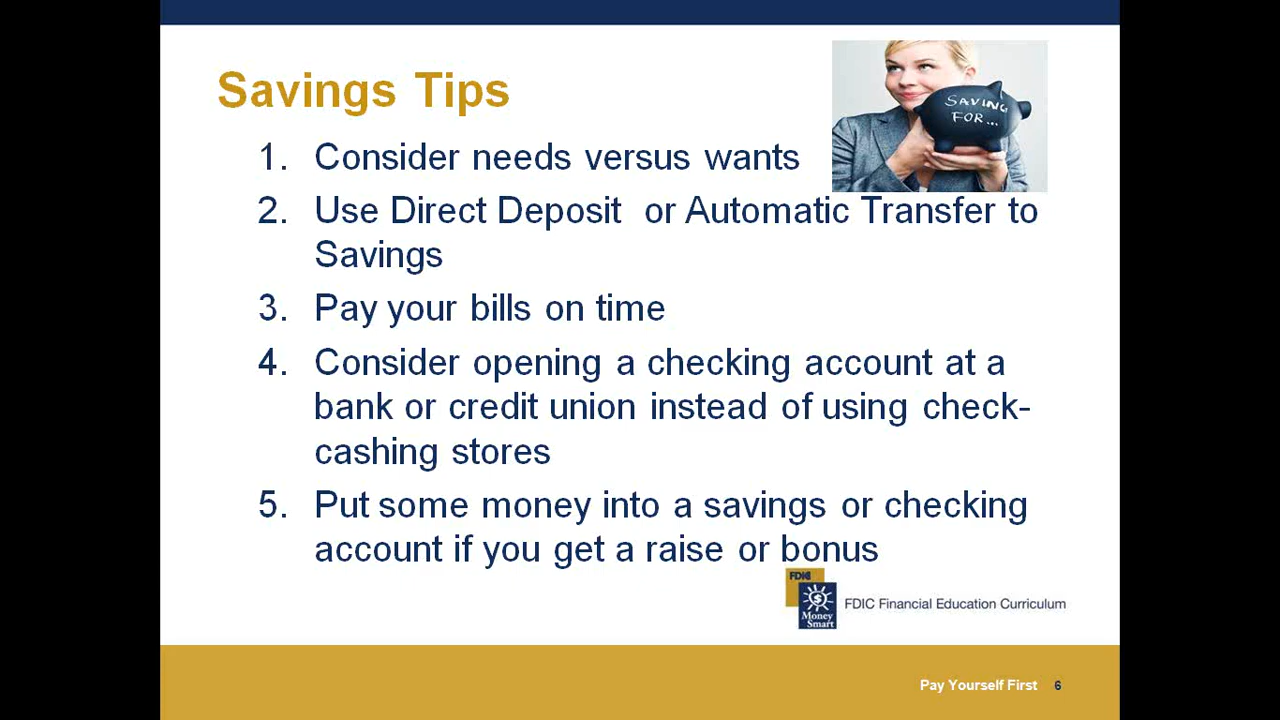 Savings Tips
SAVING
FOR...
1. Consider needs versus wants
2. Use Direct Deposit or Automatic Transfer to
Savings
3. Pay your bills on time
4. Consider opening a checking account at a
bank or credit union instead of using check-
cashing stores
5. Put some money into a savings or checking
account if you get a raise or bonus
FDIC
$
Money
Smart
FDIC Financial Education Curriculum
Pay Yourself First 6